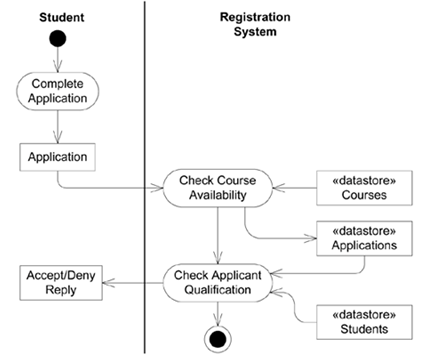 Student
Registration
System
Complete
Application
Application
Check Course
Availability
«datastore»
Courses
«datastore»
Applications
Accept/Deny
Reply
Check Applicant
Qualification
«datastore»
Students